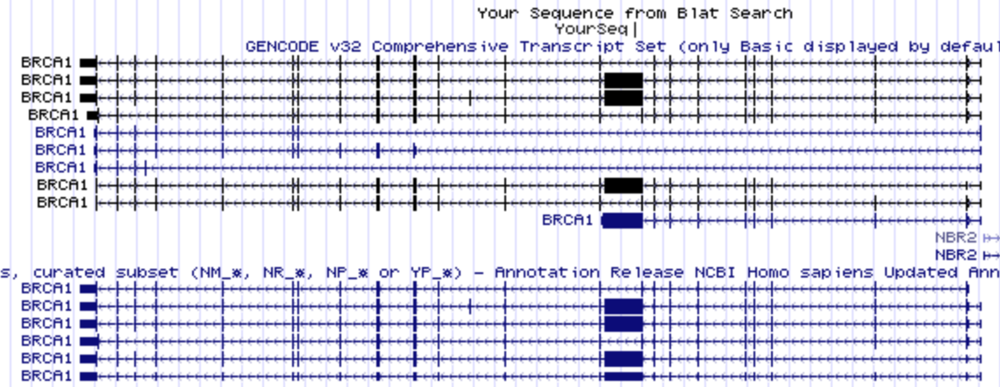 Your Sequence from Blat Search
YourSeq
GENCODE v32 Comprehensive Transcript Set (only Basic displayed by defaul
BRCA1
BRCA1
BRCA1
BRCA1
BRCA1
BRCA1
BRCA1
BRCA1
BRCA1
BRCA1
NBR2
NBR2
s, curated subset (NM_*, NR_*, NP_* or YP_*) - Annotation Release NCBI Homo sapiens Updated Ann
BRCA1
BRCA1
BRCA1
BRCA1
BRCA1
BRCA1